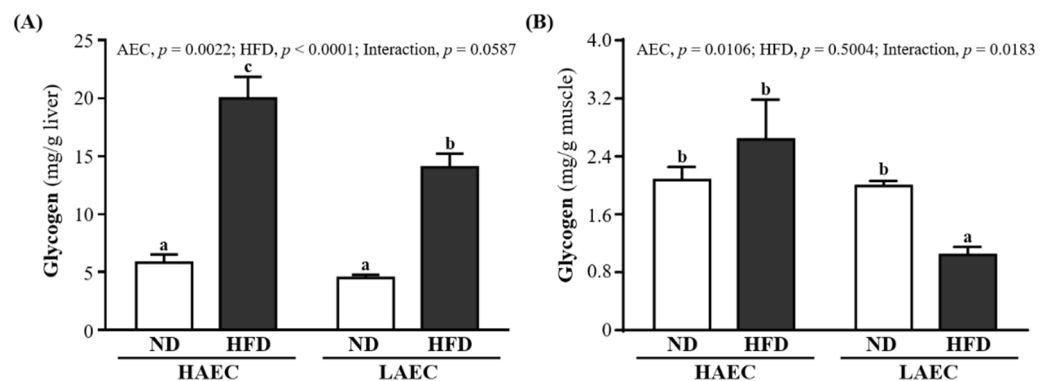 (A)
AEC, p = 0.0022; HFD, p < 0.0001; Interaction, p = 0.0587
Glycogen (mg/g liver)
25
20
15
10
5
0
a
c
a
b
ND HFD ND HFD
HAEC LAEC
(B)
AEC, p = 0.0106; HFD, p = 0.5004; Interaction, p = 0.0183
Glycogen (mg/g muscle)
4.0
3.2
2.4
1.6
0.8
0
b
b
b
a
ND HFD ND HFD
HAEC LAEC